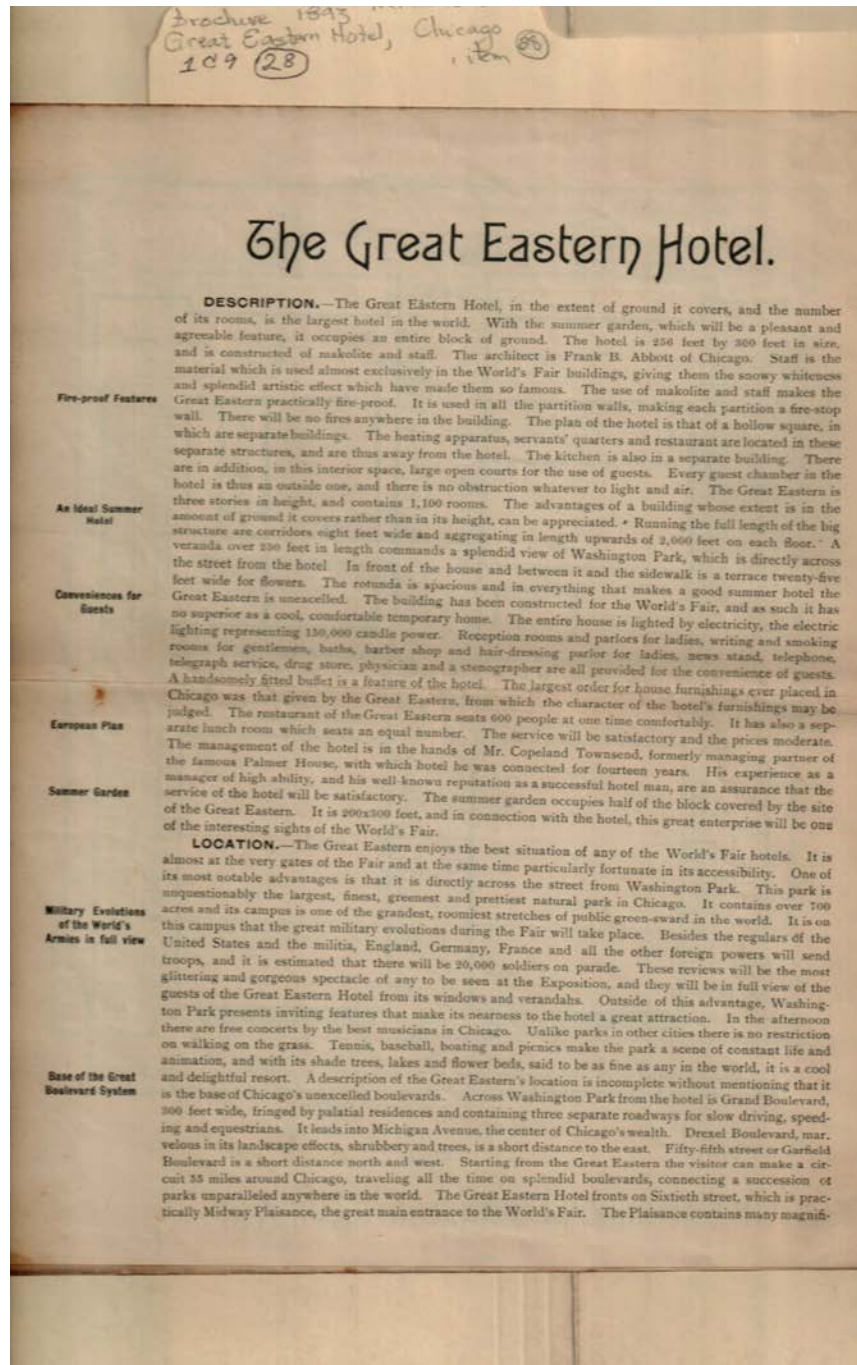 Brochure 1893
Great Eastern Hotel, Chicago
1 of 9 28 item 28
The Great Eastern Hotel.
DESCRIPTION.—The Great Eastern Hotel, in the extent of ground it covers, and the number
of its rooms, is the largest hotel in the world. With the summer garden, which will be a pleasant and
agreeable feature, it occupies an entire block of ground. The hotel is 256 feet by 300 feet in size,
and is constructed of makolite and staff. The architect is Frank B. Abbott of Chicago. Staff is the
material which is used almost exclusively in the World's Fair buildings, giving them the snowy whiteness
and splendid artistic effect which have made them so famous. The use of makolite and staff makes the
Fire-proof Features
Great Eastern practically fire-proof. It is used in all the partition walls, making each partition a fire-stop
wall. There will be no fires anywhere in the building. The plan of the hotel is that of a hollow square, in
which are separate buildings. The heating apparatus, servants' quarters and restaurant are located in these
separate structures, and are thus away from the hotel. The kitchen is also in a separate building. There
are in addition, in this interior space, large open courts for the use of guests. Every guest chamber in the
hotel is thus an outside one, and there is no obstruction whatever to light and air. The Great Eastern is
An Ideal Summer
Hotel
three stories in height, and contains 1,100 rooms. The advantages of a building whose extent is in the
amount of ground it covers rather than in its height, can be appreciated. Running the full length of the big
structure are corridors eight feet wide and aggregating in length upwards of 2,000 feet on each floor. A
veranda over 250 feet in length commands a splendid view of Washington Park, which is directly across
the street from the hotel In front of the house and between it and the sidewalk is a terrace twenty-five
feet wide for flowers. The rotunda is spacious and in everything that makes a good summer hotel the
Conveniences for
Guests
Great Eastern is unexcelled. The building has been constructed for the World's Fair, and as such it has
no superior as a cool, comfortable temporary home. The entire house is lighted by electricity, the electric
lighting representing 150,000 candle power. Reception rooms and parlors for ladies, writing and smoking
rooms for gentlemen, baths, barber shop and hair-dressing parlor for ladies, news stand, telephone,
telegraph service, drug store, physician and a stenographer are all provided for the convenience of guests.
A handsomely fitted buffet is a feature of the hotel. The largest order for house furnishings ever placed in
Chicago was that given by the Great Eastern, from which the character of the hotel's furnishings may be
European Plan
judged. The restaurant of the Great Eastern seats 600 people at one time comfortably. It has also a sep-
arate lunch room which seats an equal number. The service will be satisfactory and the prices moderate.
The management of the hotel is in the hands of Mr. Copeland Townsend, formerly managing partner of
the famous Palmer House, with which hotel he was connected for fourteen years. His experience as a
manager of high ability, and his well-known reputation as a successful hotel man, are an assurance that the
Summer Garden
service of the hotel will be satisfactory. The summer garden occupies half of the block covered by the site
of the Great Eastern. It is 200x300 feet, and in connection with the hotel, this great enterprise will be one
of the interesting sights of the World's Fair.
LOCATION.—The Great Eastern enjoys the best situation of any of the World's Fair hotels. It is
almost at the very gates of the Fair and at the same time particularly fortunate in its accessibility. One of
its most notable advantages is that it is directly across the street from Washington Park. This park is
unquestionably the largest, finest, greenest and prettiest natural park in Chicago. It contains over 700
Military Evolutions
of the World's
Armies in full view
acres and its campus is one of the grandest, roomiest stretches of public green-sward in the world. It is on
this campus that the great military evolutions during the Fair will take place. Besides the regulars of the
United States and the militia, England, Germany, France and all the other foreign powers will send
troops, and it is estimated that there will be 20,000 soldiers on parade. These reviews will be the most
glittering and gorgeous spectacle of any to be seen at the Exposition, and they will be in full view of the
guests of the Great Eastern Hotel from its windows and verandahs. Outside of this advantage, Washing-
ton Park presents inviting features that make its nearness to the hotel a great attraction. In the afternoon
there are free concerts by the best musicians in Chicago. Unlike parks in other cities there is no restriction
on walking on the grass. Tennis, baseball, boating and picnics make the park a scene of constant life and
animation, and with its shade trees, lakes and flower beds, said to be as fine as any in the world, it is a cool
Base of the Great
Boulevard System
and delightful resort. A description of the Great Eastern's location is incomplete without mentioning that it
is the base of Chicago's unexcelled boulevards. Across Washington Park from the hotel is Grand Boulevard,
300 feet wide, fringed by palatial residences and containing three separate roadways for slow driving, speed-
ing and equestrians. It leads into Michigan Avenue, the center of Chicago's wealth. Drexel Boulevard, mar.
velous in its landscape effects, shrubbery and trees, is a short distance to the east. Fifty-fifth street or Garfield
Boulevard is a short distance north and west. Starting from the Great Eastern the visitor can make a cir-
cuit 35 miles around Chicago, traveling all the time on splendid boulevards, connecting a succession of
parks unparalleled anywhere in the world. The Great Eastern Hotel fronts on Sixtieth street, which is prac-
tically Midway Plaisance, the great main entrance to the World's Fair. The Plaisance contains many magnifi-